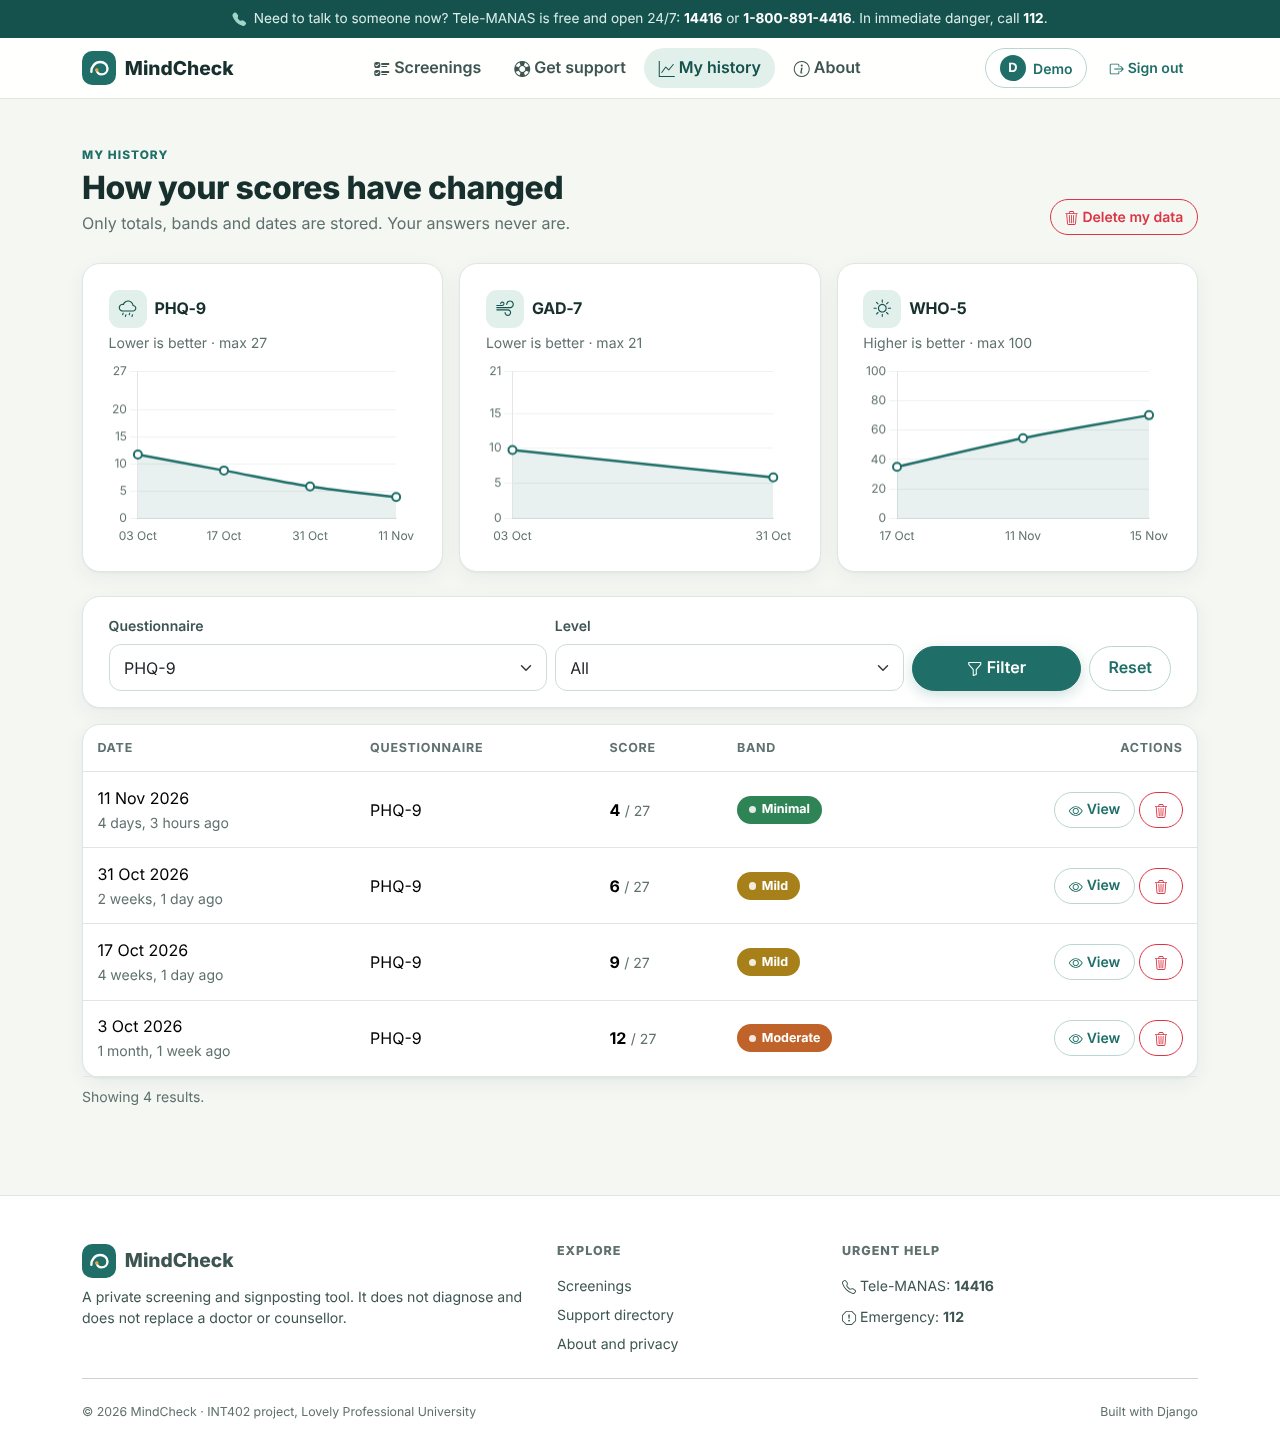 Need to talk to someone now? Tele-MANAS is free and open 24/7: 14416 or 1-800-891-4416. In immediate danger, call 112.
MindCheck
Screenings
Get support
My history
About
D
Demo
Sign out
MY HISTORY
How your scores have changed
Only totals, bands and dates are stored. Your answers never are.
Delete my data
PHQ-9
Lower is better · max 27
27
20
15
10
5
0
03 Oct 17 Oct 31 Oct 11 Nov
GAD-7
Lower is better · max 21
21
15
10
5
0
03 Oct 31 Oct
WHO-5
Higher is better · max 100
100
80
60
40
20
0
17 Oct 11 Nov 15 Nov
Questionnaire
PHQ-9
Level
All
Filter
Reset
DATE QUESTIONNAIRE SCORE BAND ACTIONS
11 Nov 2026
4 days, 3 hours ago
PHQ-9
4 / 27
Minimal
View
31 Oct 2026
2 weeks, 1 day ago
PHQ-9
6 / 27
Mild
View
17 Oct 2026
4 weeks, 1 day ago
PHQ-9
9 / 27
Mild
View
3 Oct 2026
1 month, 1 week ago
PHQ-9
12 / 27
Moderate
View
Showing 4 results.
MindCheck
A private screening and signposting tool. It does not diagnose and
does not replace a doctor or counsellor.
EXPLORE
Screenings
Support directory
About and privacy
URGENT HELP
Tele-MANAS: 14416
Emergency: 112
© 2026 MindCheck · INT402 project, Lovely Professional University
Built with Django